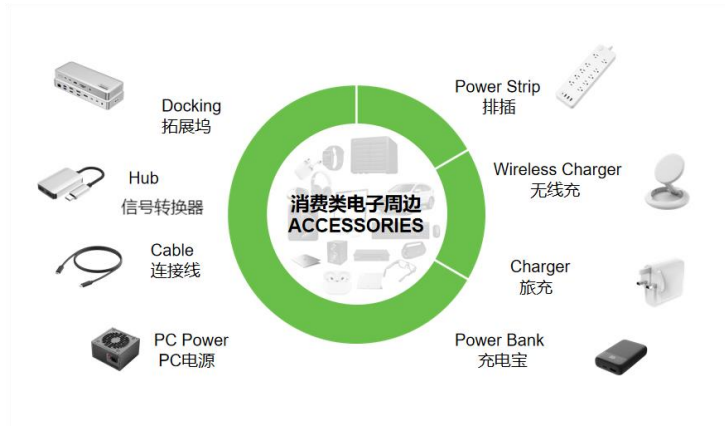 Docking
拓展坞
Hub
信号转换器
Cable
连接线
PC Power
PC电源
消费类电子周边
ACCESSORIES
Power Strip
排插
Wireless Charger
无线充
Charger
旅充
Power Bank
充电宝